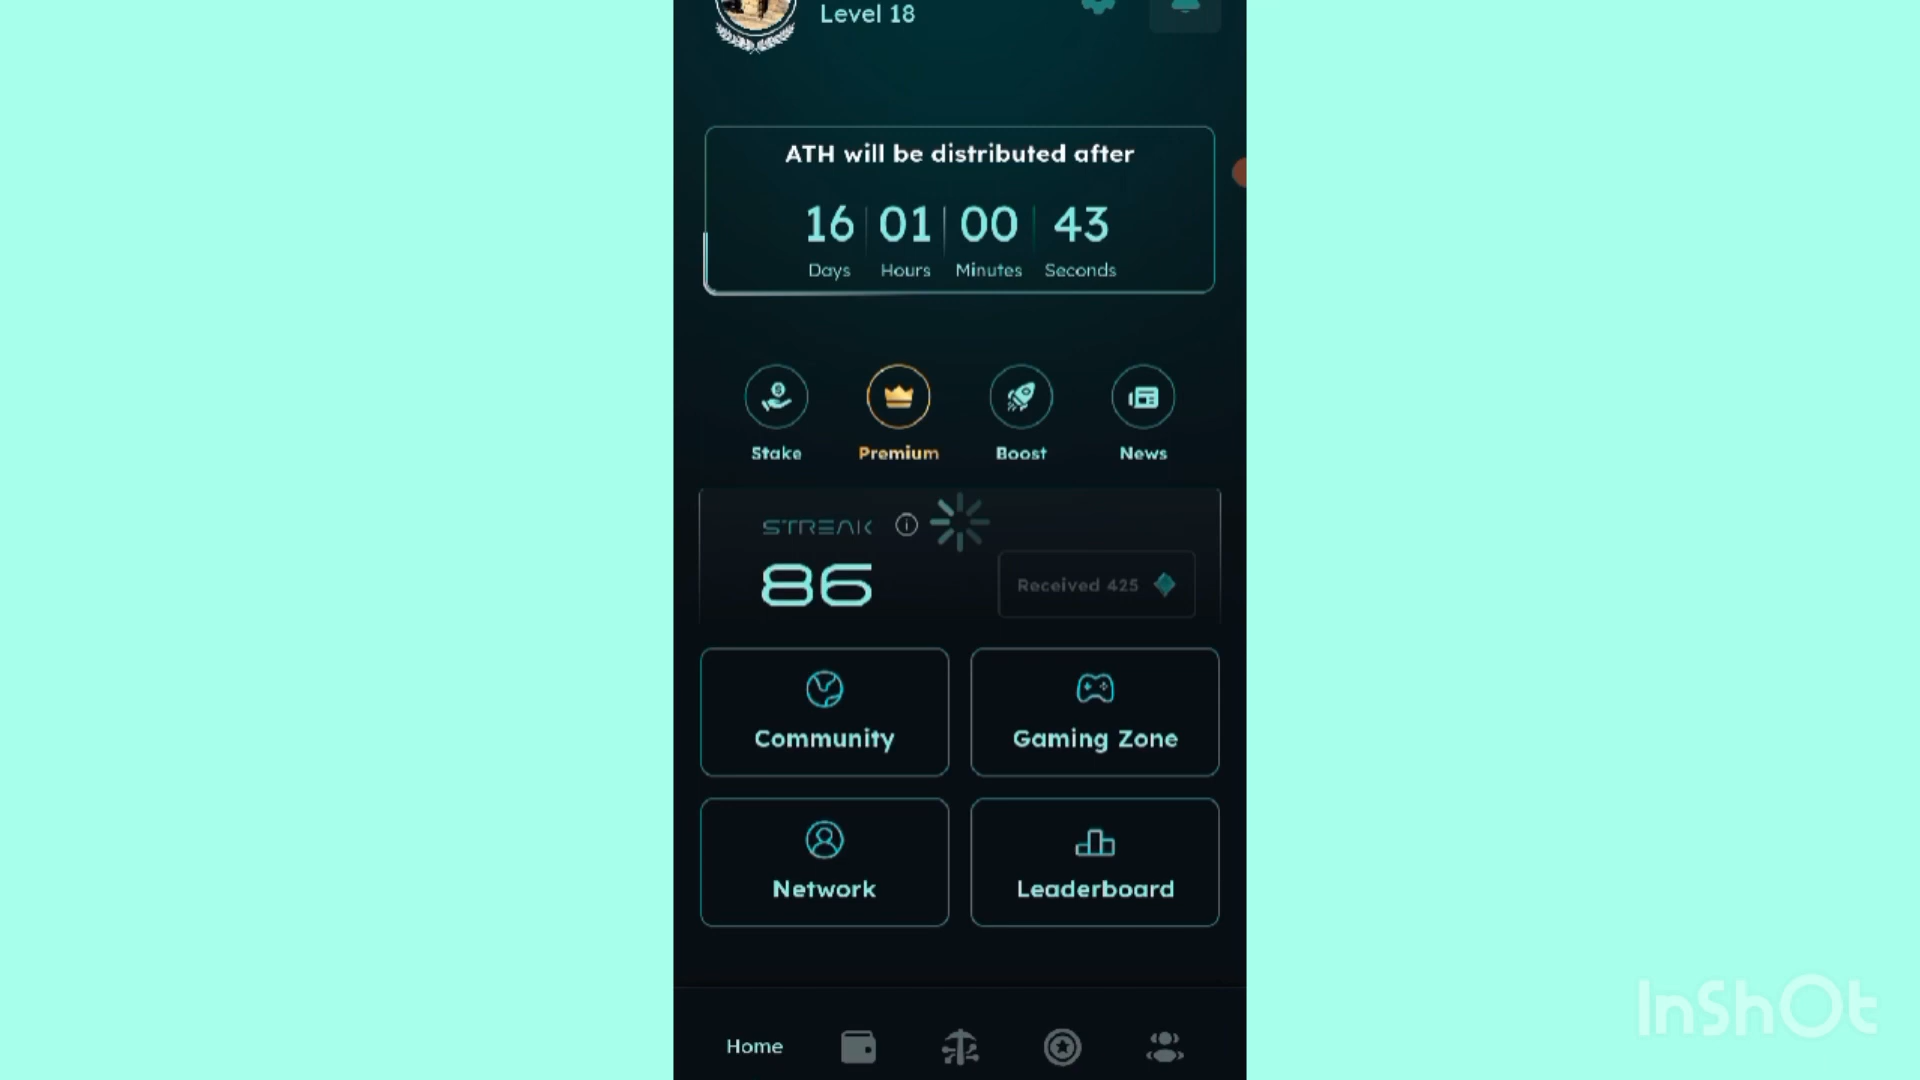 Level 18
ATH will be distributed after
16 01 00 43
Days Hours Minutes Seconds
Stake Premium Boost News
STREAK
86
Received 425
Community Gaming Zone
Network Leaderboard
Home
InShOt